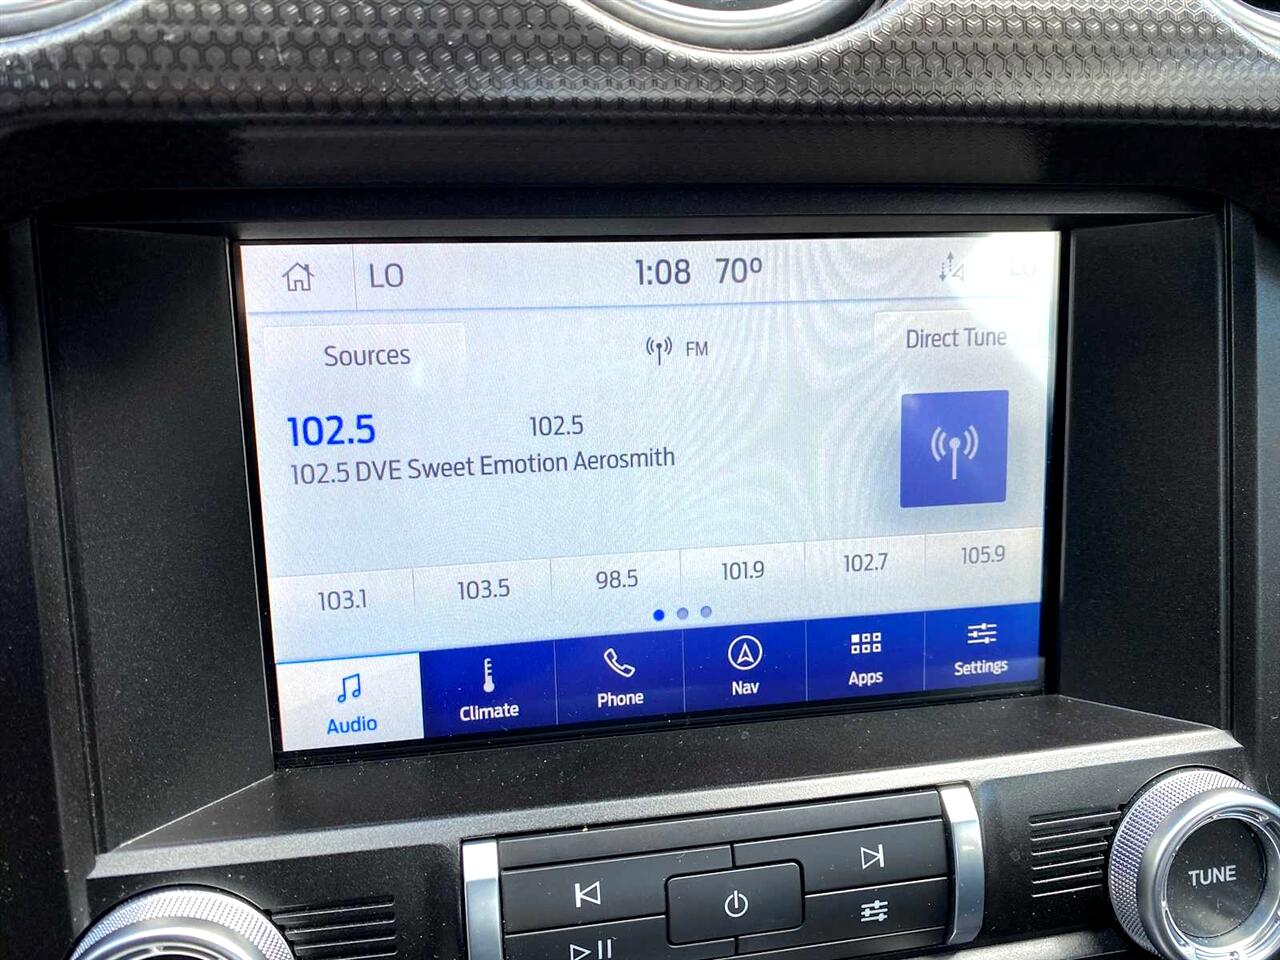 LO 1:08 70° LO
Sources FM Direct Tune
102.5 102.5
102.5 DVE Sweet Emotion Aerosmith
103.1 103.5 98.5 101.9 102.7 105.9
Audio Climate Phone Nav Apps Settings
TUNE